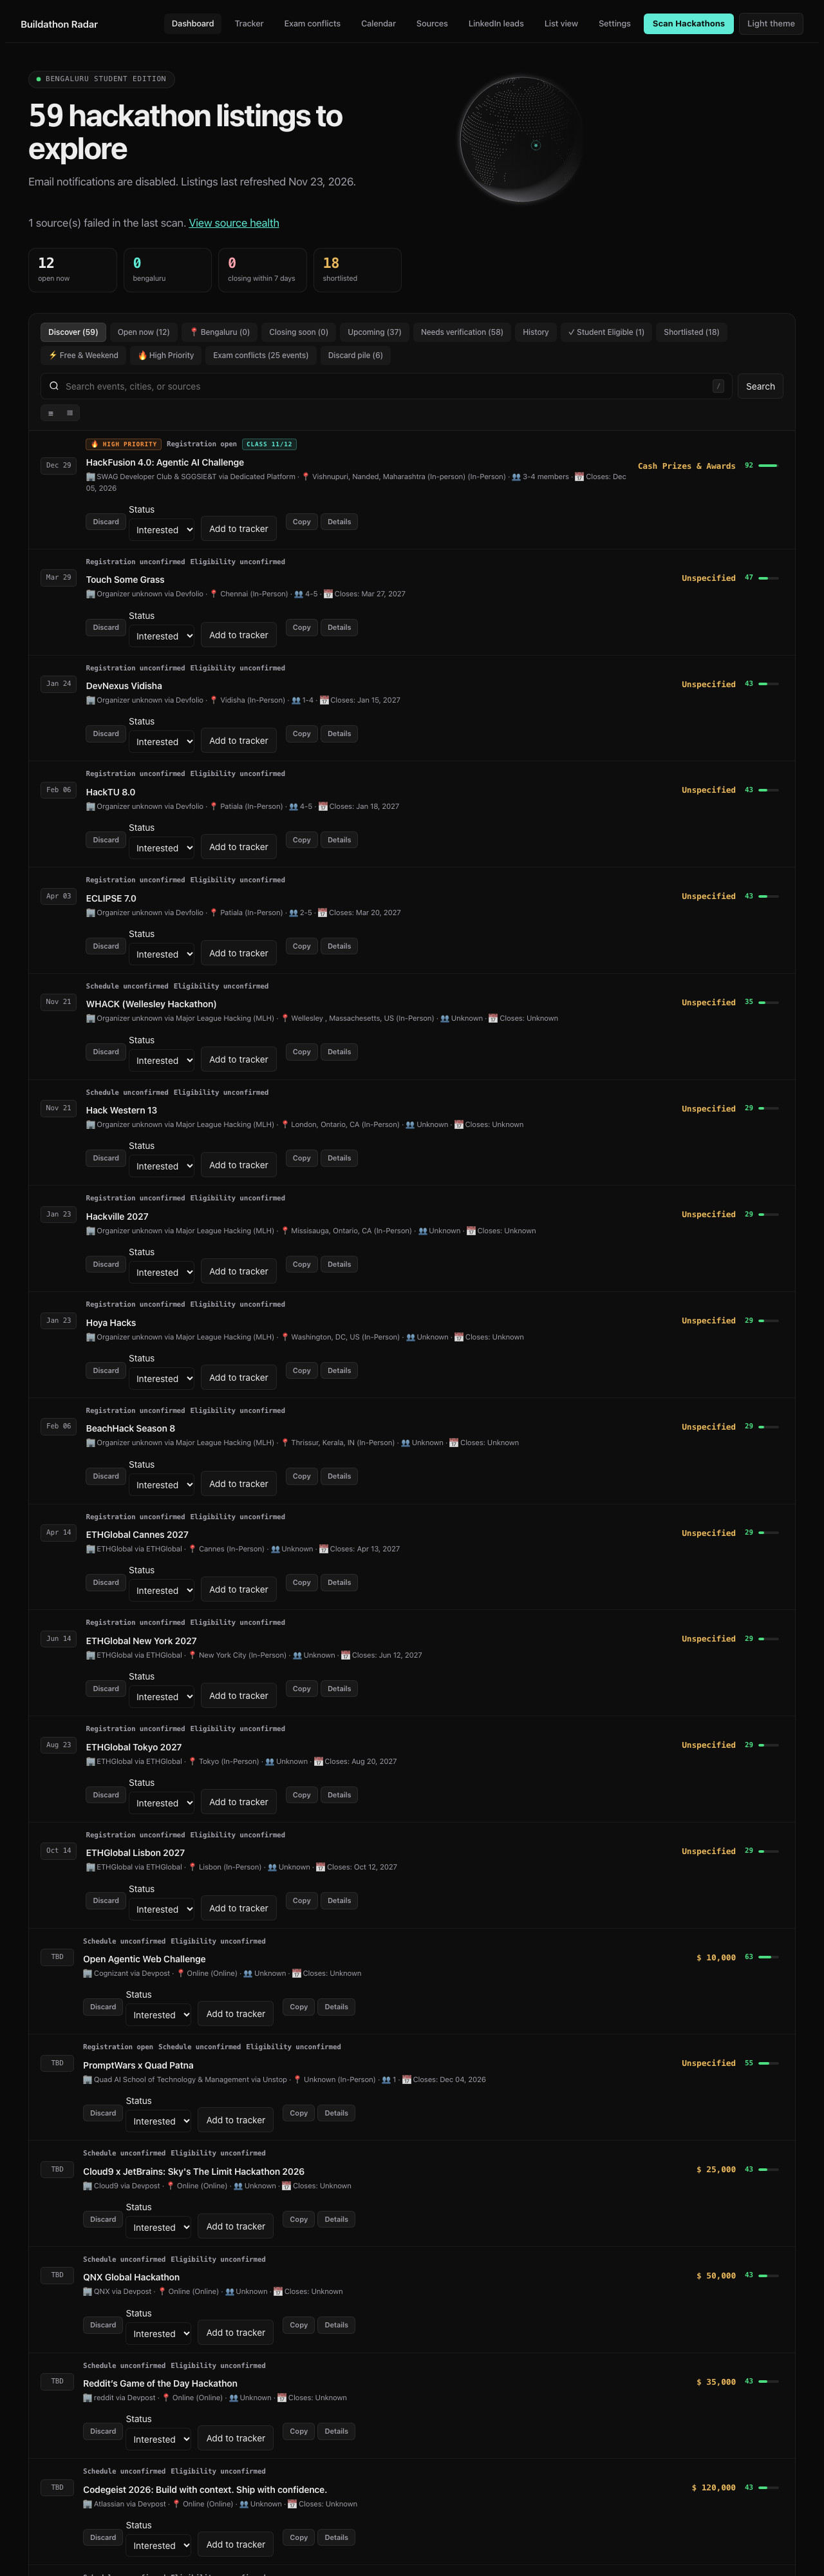 Buildathon Radar
Dashboard
Tracker
Exam conflicts
Calendar
Sources
LinkedIn leads
List view
Settings
Scan Hackathons
Light theme
BENGALURU STUDENT EDITION
59 hackathon listings to
explore
Email notifications are disabled. Listings last refreshed Nov 23, 2026.
1 source(s) failed in the last scan. View source health
12
open now
0
bengaluru
0
closing within 7 days
18
shortlisted
Discover (59)
Open now (12)
📍 Bengaluru (0)
Closing soon (0)
Upcoming (37)
Needs verification (58)
History
✓ Student Eligible (1)
Shortlisted (18)
⚡ Free & Weekend
🔥 High Priority
Exam conflicts (25 events)
Discard pile (6)
Search events, cities, or sources
/
Search
🔥 HIGH PRIORITY Registration open CLASS 11/12
Dec 29
HackFusion 4.0: Agentic AI Challenge
Cash Prizes & Awards 92
🏢 SWAG Developer Club & SGGSIE&T via Dedicated Platform · 📍 Vishnupuri, Nanded, Maharashtra (In-person) (In-Person) · 👥 3-4 members · 📅 Closes: Dec
05, 2026
Status
Discard Interested Add to tracker Copy Details
Registration unconfirmed Eligibility unconfirmed
Mar 29
Touch Some Grass
Unspecified 47
🏢 Organizer unknown via Devfolio · 📍 Chennai (In-Person) · 👥 4-5 · 📅 Closes: Mar 27, 2027
Status
Discard Interested Add to tracker Copy Details
Registration unconfirmed Eligibility unconfirmed
Jan 24
DevNexus Vidisha
Unspecified 43
🏢 Organizer unknown via Devfolio · 📍 Vidisha (In-Person) · 👥 1-4 · 📅 Closes: Jan 15, 2027
Status
Discard Interested Add to tracker Copy Details
Registration unconfirmed Eligibility unconfirmed
Feb 06
HackTU 8.0
Unspecified 43
🏢 Organizer unknown via Devfolio · 📍 Patiala (In-Person) · 👥 4-5 · 📅 Closes: Jan 18, 2027
Status
Discard Interested Add to tracker Copy Details
Registration unconfirmed Eligibility unconfirmed
Apr 03
ECLIPSE 7.0
Unspecified 43
🏢 Organizer unknown via Devfolio · 📍 Patiala (In-Person) · 👥 2-5 · 📅 Closes: Mar 20, 2027
Status
Discard Interested Add to tracker Copy Details
Schedule unconfirmed Eligibility unconfirmed
Nov 21
WHACK (Wellesley Hackathon)
Unspecified 35
🏢 Organizer unknown via Major League Hacking (MLH) · 📍 Wellesley , Massachesetts, US (In-Person) · 👥 Unknown · 📅 Closes: Unknown
Status
Discard Interested Add to tracker Copy Details
Schedule unconfirmed Eligibility unconfirmed
Nov 21
Hack Western 13
Unspecified 29
🏢 Organizer unknown via Major League Hacking (MLH) · 📍 London, Ontario, CA (In-Person) · 👥 Unknown · 📅 Closes: Unknown
Status
Discard Interested Add to tracker Copy Details
Registration unconfirmed Eligibility unconfirmed
Jan 23
Hackville 2027
Unspecified 29
🏢 Organizer unknown via Major League Hacking (MLH) · 📍 Missisauga, Ontario, CA (In-Person) · 👥 Unknown · 📅 Closes: Unknown
Status
Discard Interested Add to tracker Copy Details
Registration unconfirmed Eligibility unconfirmed
Jan 23
Hoya Hacks
Unspecified 29
🏢 Organizer unknown via Major League Hacking (MLH) · 📍 Washington, DC, US (In-Person) · 👥 Unknown · 📅 Closes: Unknown
Status
Discard Interested Add to tracker Copy Details
Registration unconfirmed Eligibility unconfirmed
Feb 06
BeachHack Season 8
Unspecified 29
🏢 Organizer unknown via Major League Hacking (MLH) · 📍 Thrissur, Kerala, IN (In-Person) · 👥 Unknown · 📅 Closes: Unknown
Status
Discard Interested Add to tracker Copy Details
Registration unconfirmed Eligibility unconfirmed
Apr 14
ETHGlobal Cannes 2027
Unspecified 29
🏢 ETHGlobal via ETHGlobal · 📍 Cannes (In-Person) · 👥 Unknown · 📅 Closes: Apr 13, 2027
Status
Discard Interested Add to tracker Copy Details
Registration unconfirmed Eligibility unconfirmed
Jun 14
ETHGlobal New York 2027
Unspecified 29
🏢 ETHGlobal via ETHGlobal · 📍 New York City (In-Person) · 👥 Unknown · 📅 Closes: Jun 12, 2027
Status
Discard Interested Add to tracker Copy Details
Registration unconfirmed Eligibility unconfirmed
Aug 23
ETHGlobal Tokyo 2027
Unspecified 29
🏢 ETHGlobal via ETHGlobal · 📍 Tokyo (In-Person) · 👥 Unknown · 📅 Closes: Aug 20, 2027
Status
Discard Interested Add to tracker Copy Details
Registration unconfirmed Eligibility unconfirmed
Oct 14
ETHGlobal Lisbon 2027
Unspecified 29
🏢 ETHGlobal via ETHGlobal · 📍 Lisbon (In-Person) · 👥 Unknown · 📅 Closes: Oct 12, 2027
Status
Discard Interested Add to tracker Copy Details
Schedule unconfirmed Eligibility unconfirmed
TBD
Open Agentic Web Challenge
$ 10,000 63
🏢 Cognizant via Devpost · 📍 Online (Online) · 👥 Unknown · 📅 Closes: Unknown
Status
Discard Interested Add to tracker Copy Details
Registration open Schedule unconfirmed Eligibility unconfirmed
TBD
PromptWars x Quad Patna
Unspecified 55
🏢 Quad AI School of Technology & Management via Unstop · 📍 Unknown (In-Person) · 👥 1 · 📅 Closes: Dec 04, 2026
Status
Discard Interested Add to tracker Copy Details
Schedule unconfirmed Eligibility unconfirmed
TBD
Cloud9 x JetBrains: Sky's The Limit Hackathon 2026
$ 25,000 43
🏢 Cloud9 via Devpost · 📍 Online (Online) · 👥 Unknown · 📅 Closes: Unknown
Status
Discard Interested Add to tracker Copy Details
Schedule unconfirmed Eligibility unconfirmed
TBD
QNX Global Hackathon
$ 50,000 43
🏢 QNX via Devpost · 📍 Online (Online) · 👥 Unknown · 📅 Closes: Unknown
Status
Discard Interested Add to tracker Copy Details
Schedule unconfirmed Eligibility unconfirmed
TBD
Reddit's Game of the Day Hackathon
$ 35,000 43
🏢 reddit via Devpost · 📍 Online (Online) · 👥 Unknown · 📅 Closes: Unknown
Status
Discard Interested Add to tracker Copy Details
Schedule unconfirmed Eligibility unconfirmed
TBD
Codegeist 2026: Build with context. Ship with confidence.
$ 120,000 43
🏢 Atlassian via Devpost · 📍 Online (Online) · 👥 Unknown · 📅 Closes: Unknown
Status
Discard Interested Add to tracker Copy Details